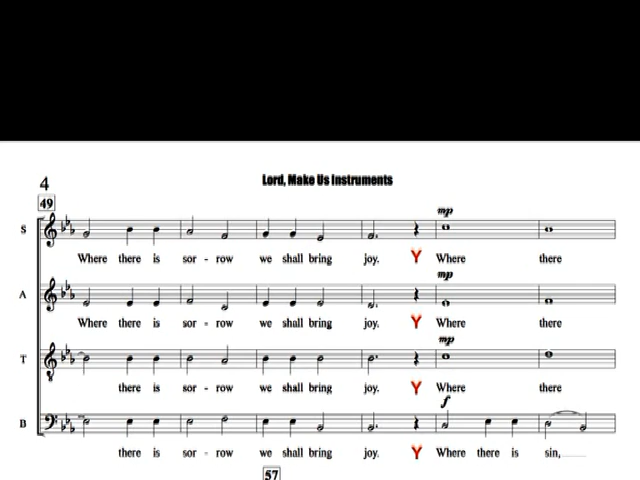 4
Lord, Make Us Instruments
49
S
mp
Where there is sor - row we shall bring joy. Y Where there
A
mp
Where there is sor - row we shall bring joy. Y Where there
T
mp
there is sor - row we shall bring joy. Y Where there
B
f
there is sor - row we shall bring joy. Y Where there is sin,
57